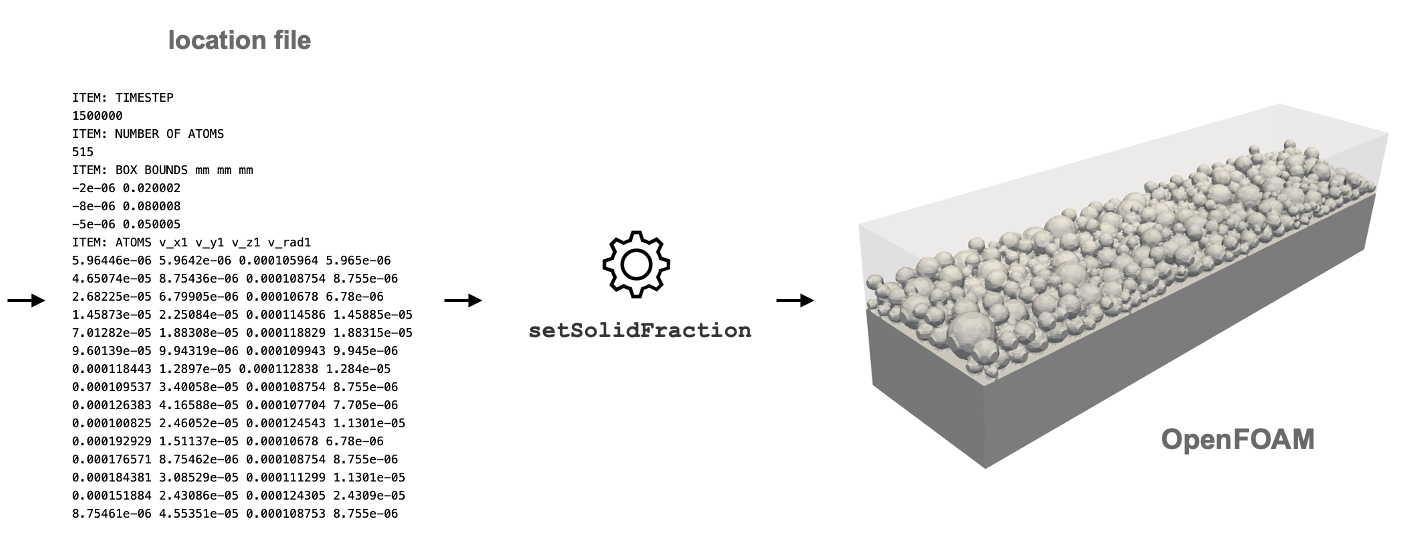 location file
ITEM: TIMESTEP
1500000
ITEM: NUMBER OF ATOMS
515
ITEM: BOX BOUNDS mm mm mm
-2e-06 0.020002
-8e-06 0.080008
-5e-06 0.050005
ITEM: ATOMS v_x1 v_y1 v_z1 v_rad1
5.96446e-06 5.9642e-06 0.000105964 5.965e-06
4.65074e-05 8.75436e-06 0.000108754 8.755e-06
2.68225e-05 6.79905e-06 0.00010678 6.78e-06
1.45873e-05 2.25084e-05 0.000114586 1.45885e-05
7.01282e-05 1.88308e-05 0.000118829 1.88315e-05
9.60139e-05 9.94319e-06 0.000109943 9.945e-06
0.000118443 1.2897e-05 0.000112838 1.284e-05
0.000109537 3.40058e-05 0.000108754 8.755e-06
0.000126383 4.16588e-05 0.000107704 7.705e-06
0.000100825 2.46052e-05 0.000124543 1.1301e-05
0.000192929 1.51137e-05 0.00010678 6.78e-06
0.000176571 8.75462e-06 0.000108754 8.755e-06
0.000184381 3.08529e-05 0.000111299 1.1301e-05
0.000151884 2.43086e-05 0.000124305 2.4309e-05
8.75461e-06 4.55351e-05 0.000108753 8.755e-06
setSolidFraction
OpenFOAM